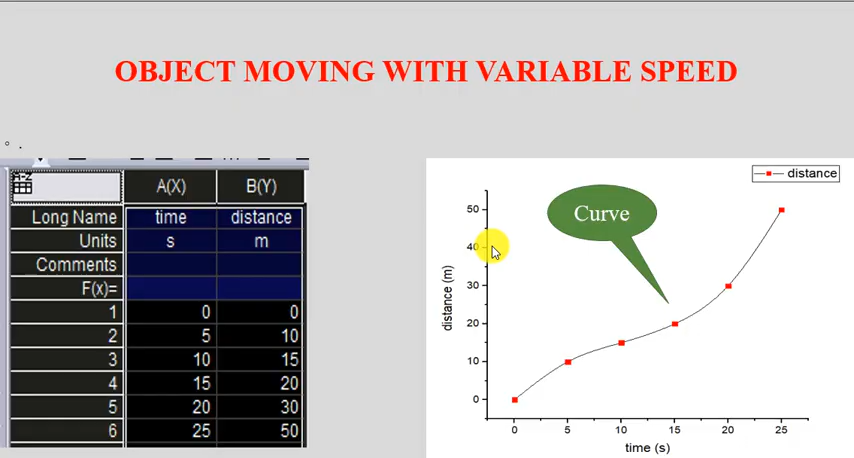 OBJECT MOVING WITH VARIABLE SPEED
A(X) B(Y)
Long Name time distance
Units s m
Comments
F(x)=
1 0 0
2 5 10
3 10 15
4 15 20
5 20 30
6 25 50
distance
Curve
50
40
30
20
10
0
distance (m)
0 5 10 15 20 25
time (s)